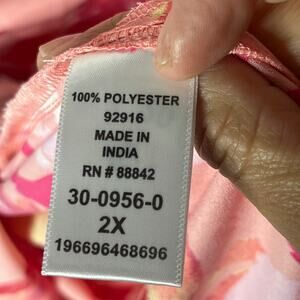 100% POLYESTER
92916
MADE IN
INDIA
RN # 88842
30-0956-0
2X
196696468696